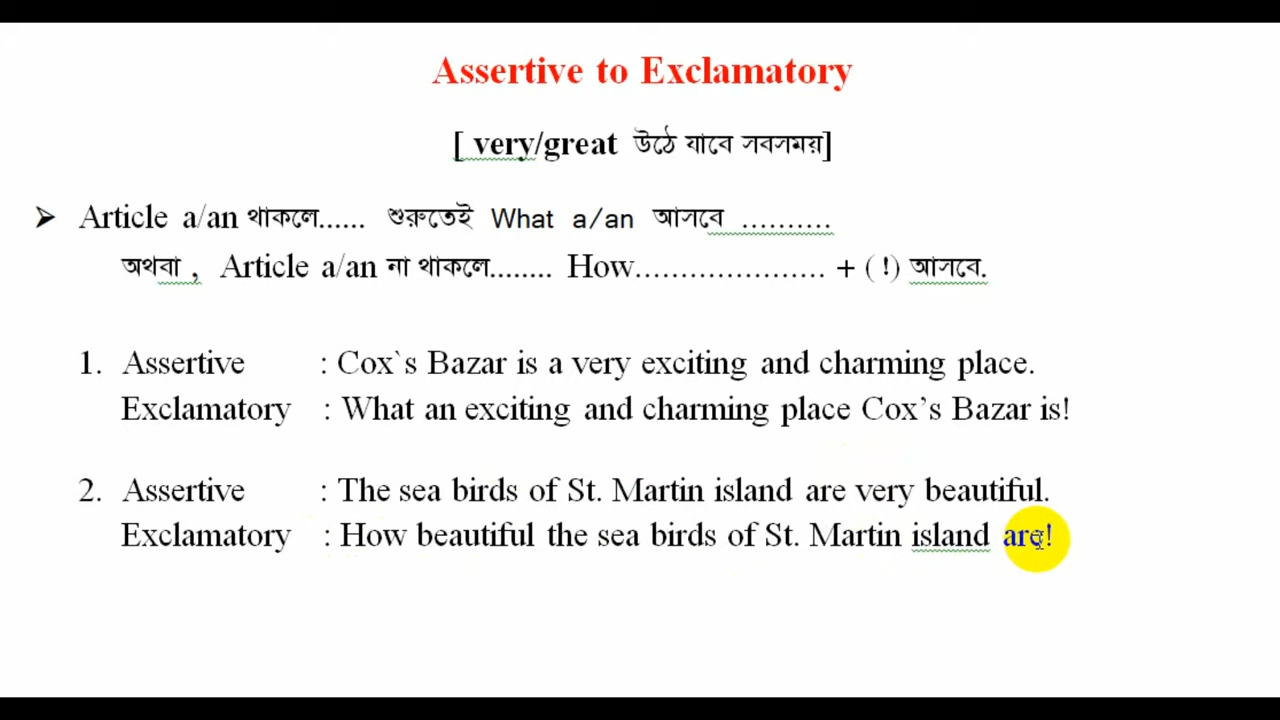 Assertive to Exclamatory
[ very/great উঠে যাবে সবসময়]
➢ Article a/an থাকলে...... শুরুতেই What a/an আসবে ..........
অথবা , Article a/an না থাকলে....... How..................... + (!) আসবে.
1. Assertive : Cox`s Bazar is a very exciting and charming place.
Exclamatory : What an exciting and charming place Cox’s Bazar is!
2. Assertive : The sea birds of St. Martin island are very beautiful.
Exclamatory : How beautiful the sea birds of St. Martin island are!